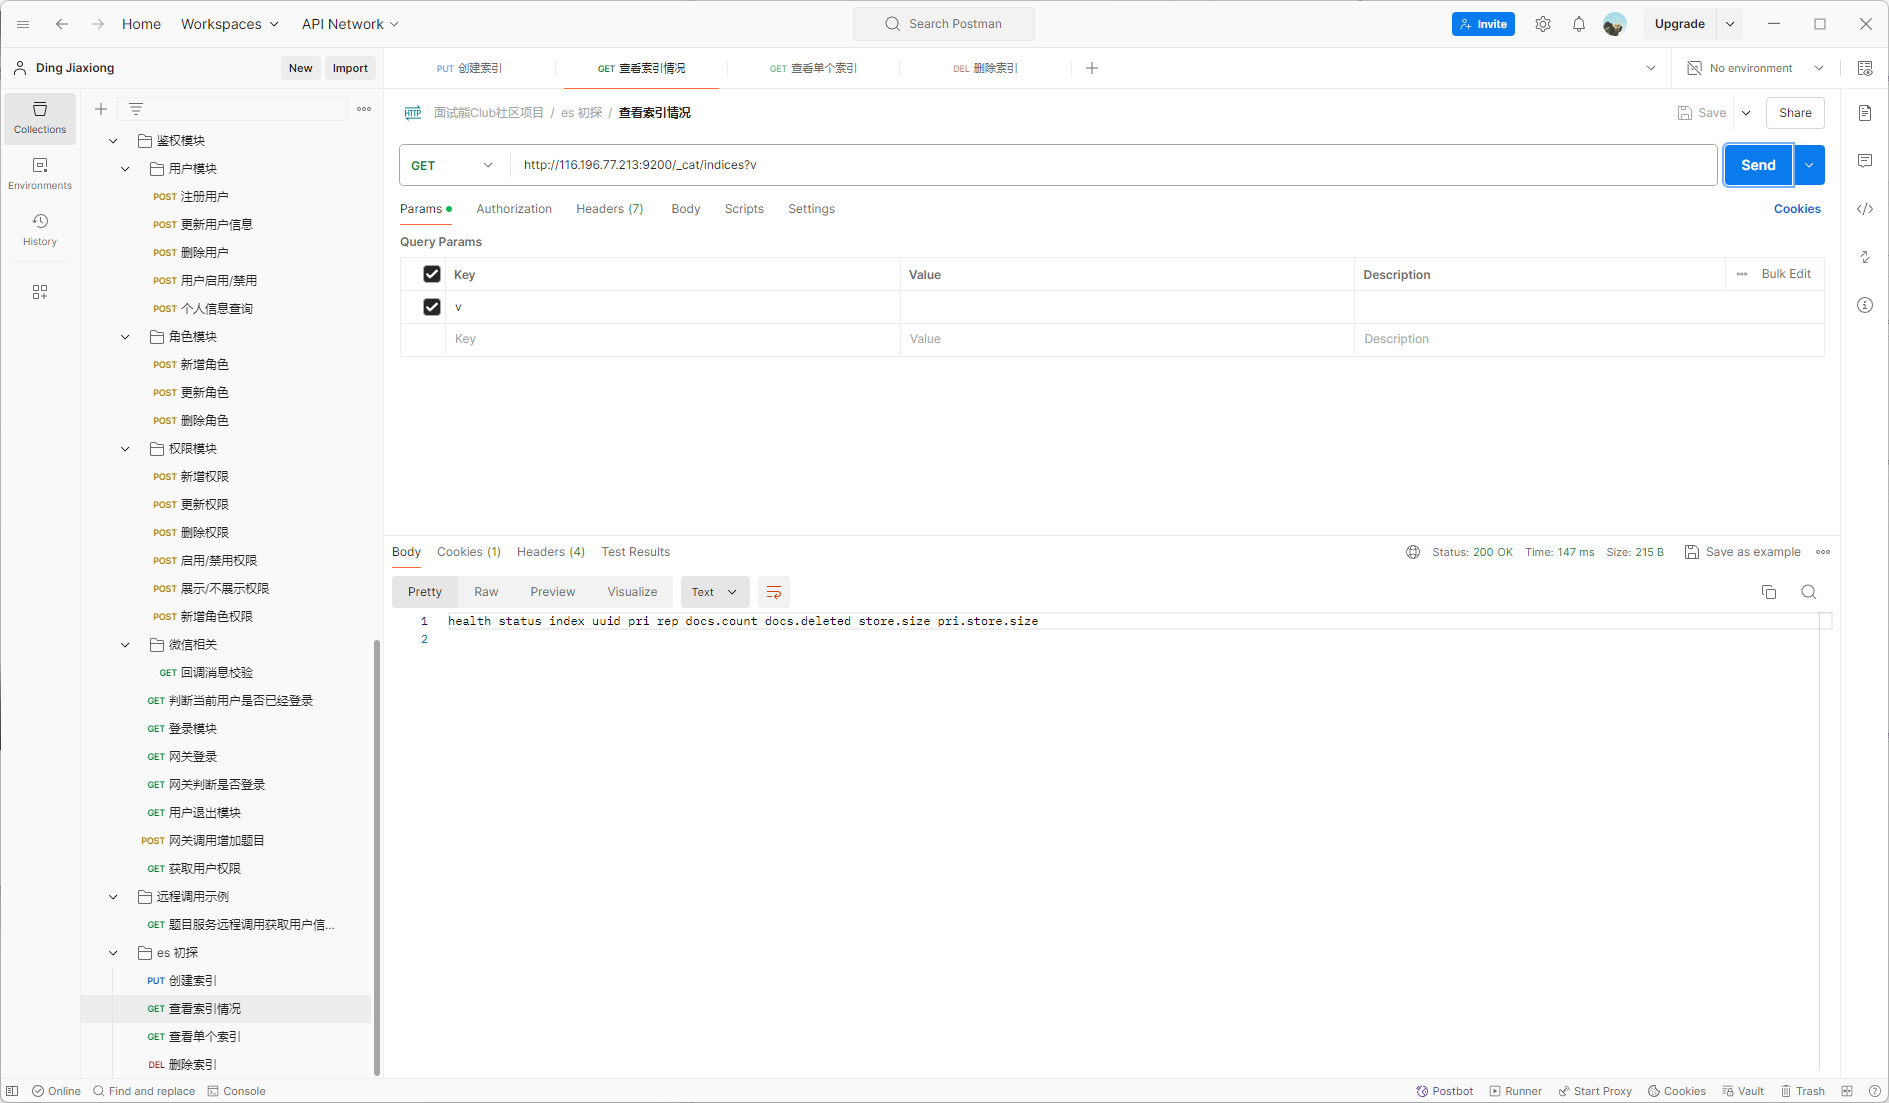 Home Workspaces API Network Search Postman Invite Upgrade
Ding Jiaxiong New Import
PUT 创建索引 GET 查看索引情况 GET 查看单个索引 DEL 删除索引 No environment
Collections
Environments
History
鉴权模块
用户模块
POST 注册用户
POST 更新用户信息
POST 删除用户
POST 用户启用/禁用
POST 个人信息查询
角色模块
POST 新增角色
POST 更新角色
POST 删除角色
权限模块
POST 新增权限
POST 更新权限
POST 删除权限
POST 启用/禁用权限
POST 展示/不展示权限
POST 新增角色权限
微信相关
GET 回调消息校验
GET 判断当前用户是否已经登录
GET 登录模块
GET 网关登录
GET 网关判断是否登录
GET 用户退出模块
POST 网关调用增加题目
GET 获取用户权限
远程调用示例
GET 题目服务远程调用获取用户信...
es 初探
PUT 创建索引
GET 查看索引情况
GET 查看单个索引
DEL 删除索引
HTTP 面试能Club社区项目 / es 初探 / 查看索引情况 Save Share
GET http://116.196.77.213:9200/_cat/indices?v Send
Params Authorization Headers (7) Body Scripts Settings Cookies
Query Params
Key Value Description Bulk Edit
v
Key Value Description
Body Cookies (1) Headers (4) Test Results Status: 200 OK Time: 147 ms Size: 215 B Save as example
Pretty Raw Preview Visualize Text
1 health status index uuid pri rep docs.count docs.deleted store.size pri.store.size
2
Online Find and replace Console Postbot Runner Start Proxy Cookies Vault Trash